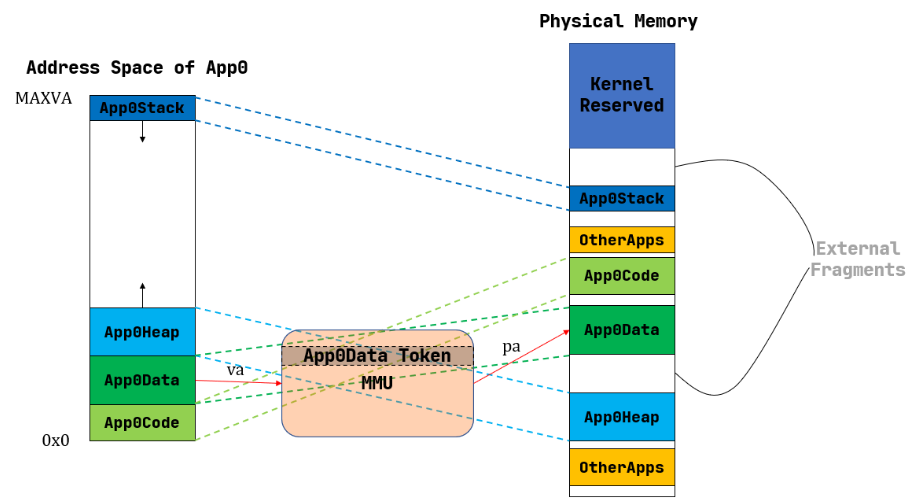 Physical Memory
Address Space of App0
MAXVA
App0Stack
App0Heap
App0Data
App0Code
0x0
va
App0Data Token
MMU
pa
Kernel
Reserved
App0Stack
OtherApps
App0Code
App0Data
App0Heap
OtherApps
External
Fragments